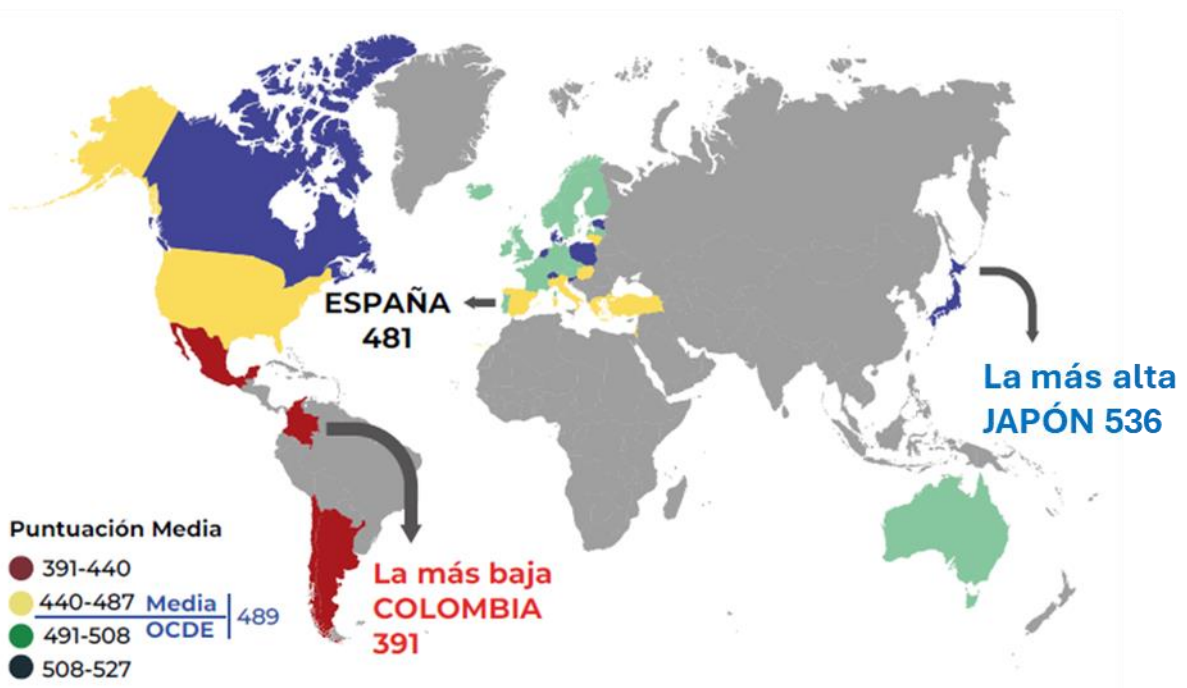 ESPAÑA
481
La más alta
JAPÓN 536
Puntuación Media
391-440
440-487
Media
OCDE
489
491-508
508-527
La más baja
COLOMBIA
391